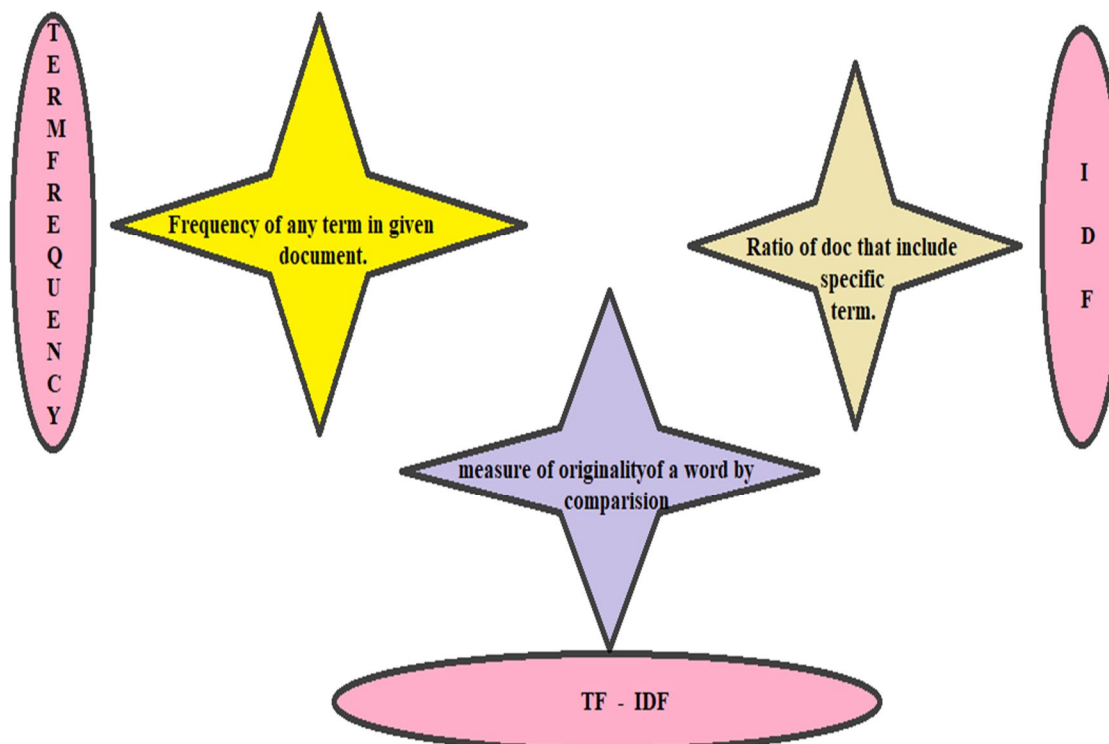 TERMFREQUENCY
Frequency of any term in given
document.
Ratio of doc that include
specific
term.
I D F
measure of originalityof a word by
comparision
TF - IDF